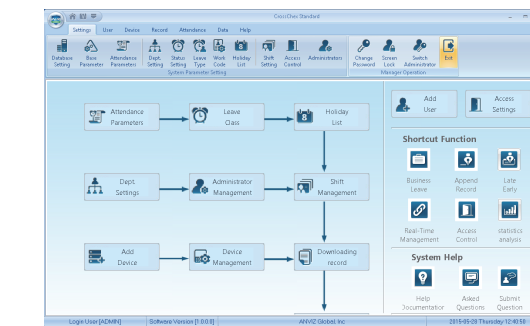 CrossChex Standard
Settings User Device Record Attendance Data Help
Database Setting
Basic Parameter
Attendance Parameters
Dept. Setting
Status Setting
Leave Type
Work Code
Holiday List
Shift Setting
Access Control
Administrators
Change Password
Screen Lock
Switch Administrator
Exit
System Parameter Setting
Manager Operation
Attendance Parameters
Leave Class
Holiday List
Dept. Settings
Administrator Management
Shift Management
Add Device
Device Management
Downloading record
Add User
Access Settings
Shortcut Function
Business Leave
Append Record
Late Early
Real-Time Management
Access Control
statistics analysis
System Help
Help Documentation
Asked Questions
Submit Question
Login User [ADMIN]
Software Version [1.0.0.0]
ANVIZ Global, Inc
2015-05-28 Thursday 12:40:50